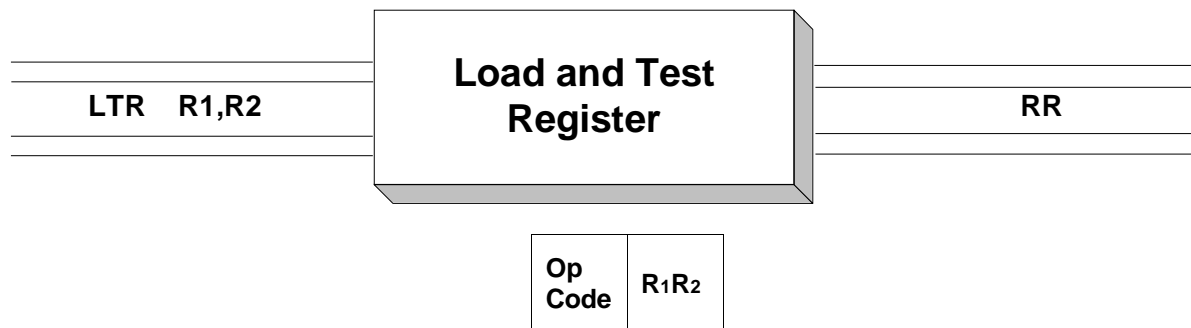 Load and Test
Register
LTR R1,R2
RR
Op
Code
R1R2